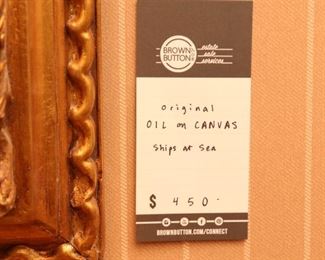 BROWN
BUTTON
estate
sale
services
original
OIL on CANVAS
Ships at Sea
$ 450.
BROWNBUTTON.COM/CONNECT